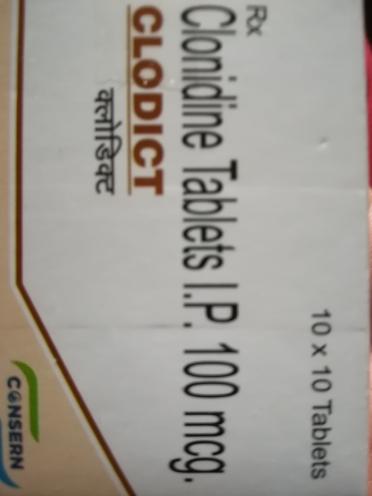 10 x 10 Tablets
Rx
Clonidine Tablets I.P. 100 mcg.
CLODICT
क्लोडिक्ट
CONSERN